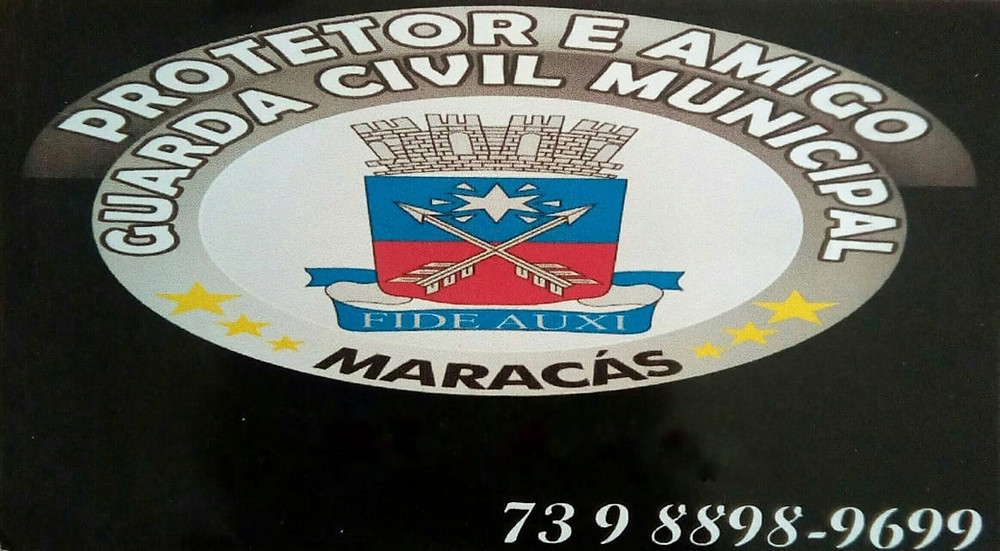 PROTETOR E AMIGO
GUARDA CIVIL MUNICIPAL
FIDE AUXI
MARACÁS
73 9 8898-9699